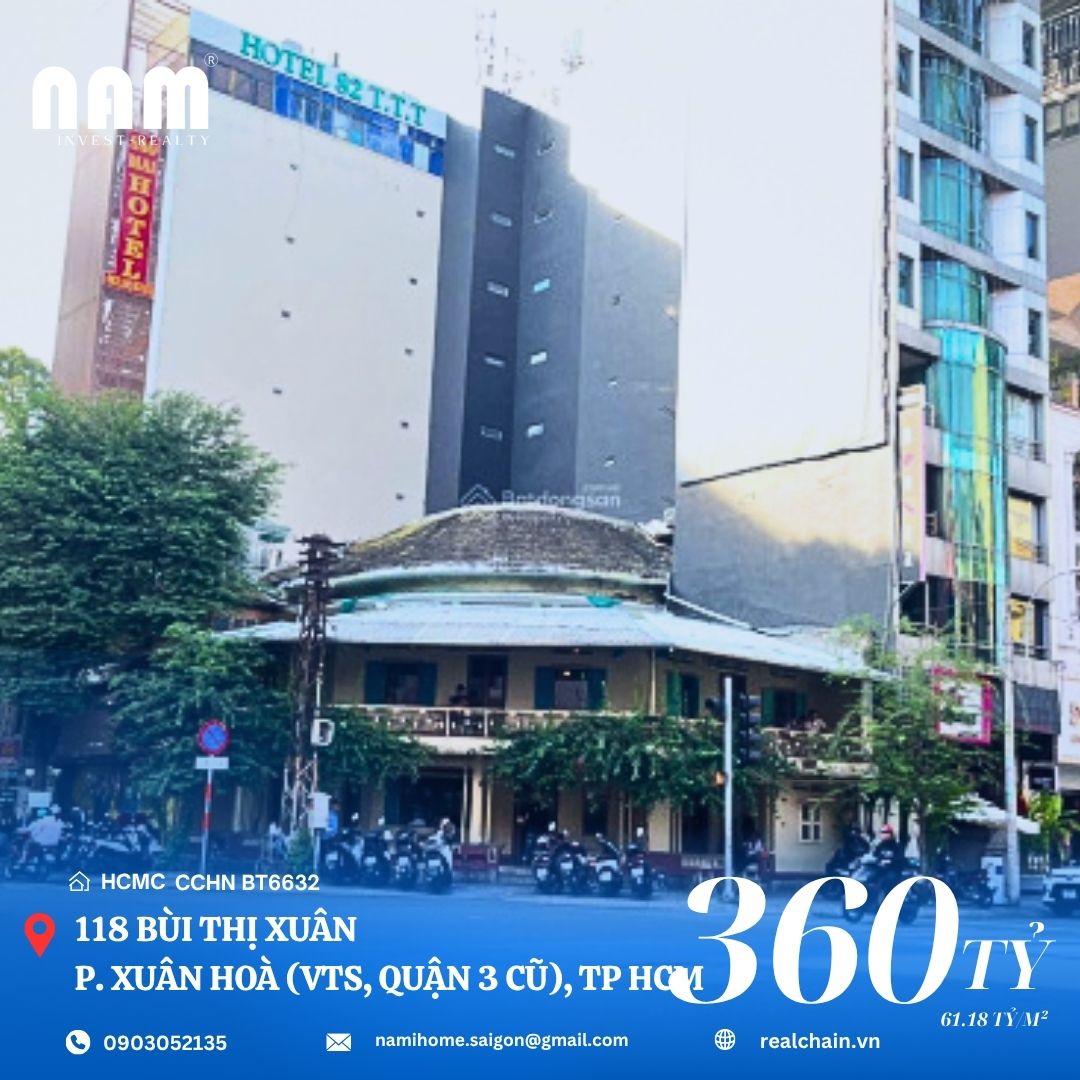 NAM®
INVEST-REALTY
HOTEL 82 T.T.T
HOTEL
Batdongsan
HCMC CCHN BT6632
118 BÙI THỊ XUÂN
P. XUÂN HOÀ (VTS, QUẬN 3 CŨ), TP HCM
360 TỶ
61.18 TỶ/M²
0903052135
namihome.saigon@gmail.com
realchain.vn